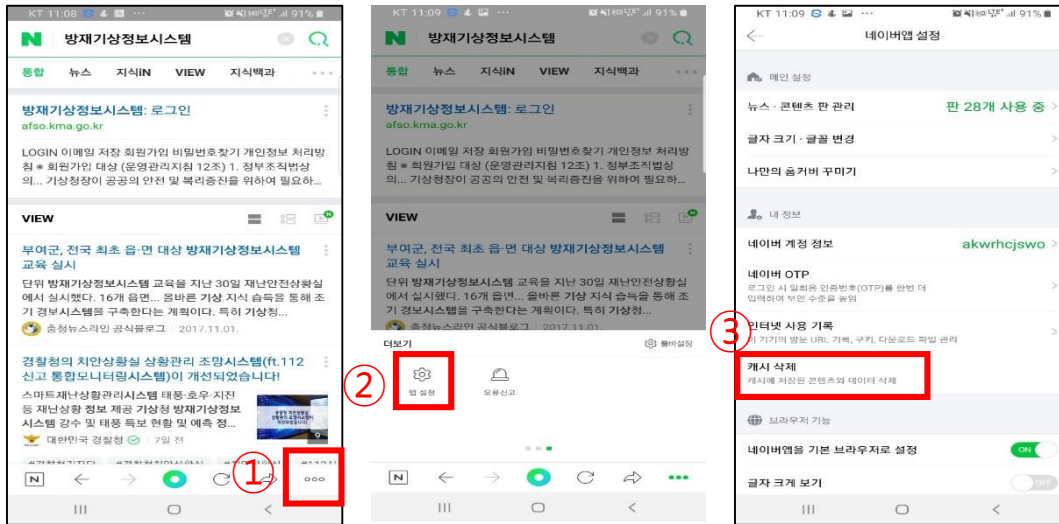 KT 11:08
91%
N 방재기상정보시스템
통합 뉴스 지식iN VIEW 지식백과
방재기상정보시스템: 로그인
afso.kma.go.kr
LOGIN 이메일 저장 회원가입 비밀번호찾기 개인정보 처리방
침 ※ 회원가입 대상 (운영관리지침 12조) 1. 정부조직법상
의... 기상청장이 공공의 안전 및 복리증진을 위하여 필요하...
VIEW
부여군, 전국 최초 읍·면 대상 방재기상정보시스템
교육 실시
단위 방재기상정보시스템 교육을 지난 30일 재난안전상황실
에서 실시했다. 16개 읍면... 올바른 기상 지식 습득을 통해 조
기 경보시스템을 구축한다는 계획이다. 특히 기상청...
충청뉴스라인 공식블로그 2017.11.01.
경찰청의 치안상황실 상황관리 조망시스템(ft.112
신고 통합모니터링시스템)이 개선되었습니다!
스마트재난상황관리시스템 태풍·호우·지진
등 재난상황 정보 제공 기상청 방재기상정보
시스템 강수 및 태풍 특보 현황 및 예측 정...
9
대한민국 경찰청 7일 전
①
N
KT 11:09
91%
N 방재기상정보시스템
통합 뉴스 지식iN VIEW 지식백과
방재기상정보시스템: 로그인
afso.kma.go.kr
LOGIN 이메일 저장 회원가입 비밀번호찾기 개인정보 처리방
침 ※ 회원가입 대상 (운영관리지침 12조) 1. 정부조직법상
의... 기상청장이 공공의 안전 및 복리증진을 위하여 필요하...
VIEW
부여군, 전국 최초 읍·면 대상 방재기상정보시스템
교육 실시
단위 방재기상정보시스템 교육을 지난 30일 재난안전상황실
에서 실시했다. 16개 읍면... 올바른 기상 지식 습득을 통해 조
기 경보시스템을 구축한다는 계획이다. 특히 기상청...
충청뉴스라인 공식블로그 2017.11.01.
더보기 툴바설정
②
앱 설정 오류신고
N
KT 11:09
91%
네이버앱 설정
메인 설정
뉴스·콘텐츠 판 관리 판 28개 사용 중
글자 크기·글꼴 변경
나만의 홈커버 꾸미기
내 정보
네이버 계정 정보 akwrhcjswo
네이버 OTP
로그인 시 일회용 인증번호(OTP)를 한번 더
입력하여 보안 수준을 높임
③
인터넷 사용 기록
이 기기의 방문 URL 기록, 쿠키, 다운로드 파일 관리
캐시 삭제
캐시에 저장된 콘텐츠와 데이터 삭제
브라우저 기능
네이버앱을 기본 브라우저로 설정 ON
글자 크게 보기 OFF